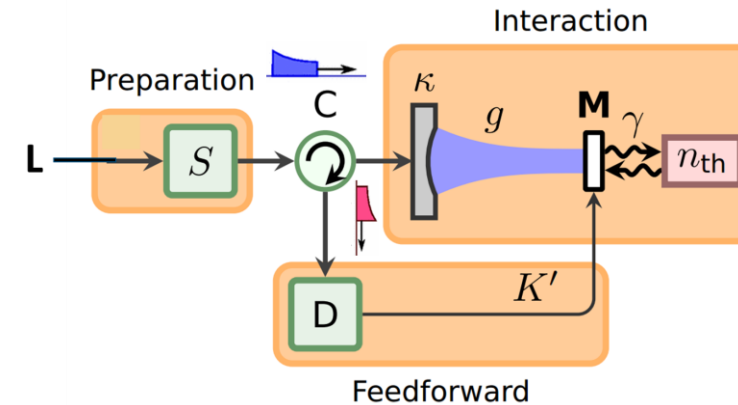 Interaction
Preparation
κ
C
g
M
γ
L
S
n_th
K′
D
Feedforward